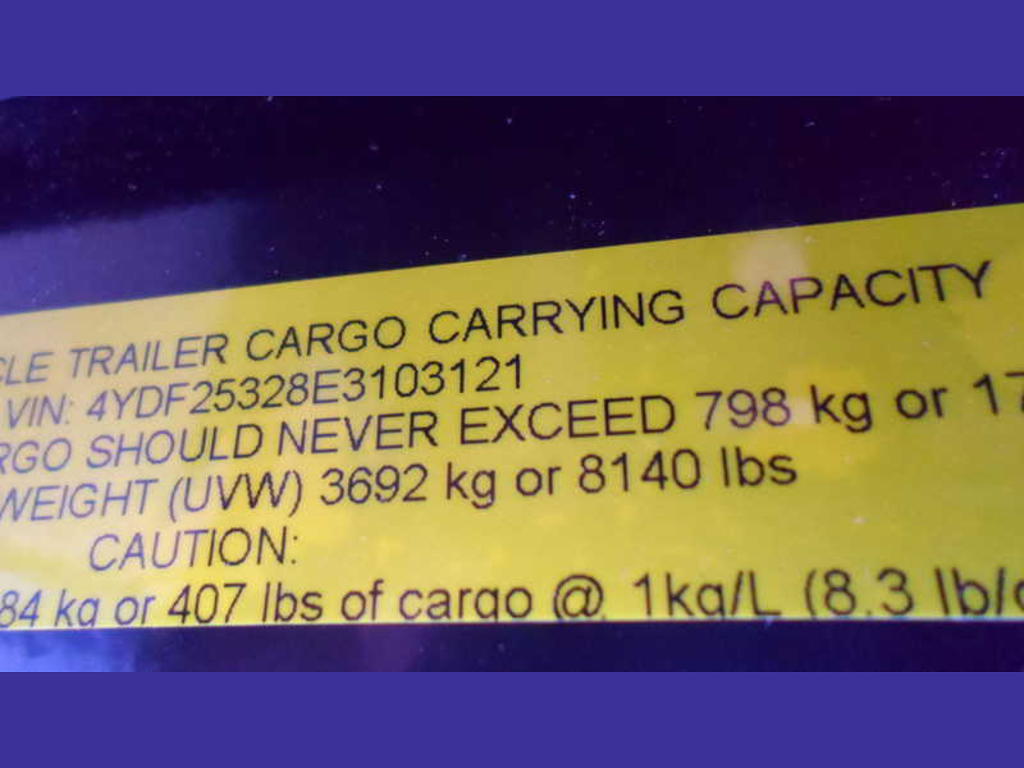 CLE TRAILER CARGO CARRYING CAPACITY
VIN: 4YDF25328E3103121
RGO SHOULD NEVER EXCEED 798 kg or 17
WEIGHT (UVW) 3692 kg or 8140 lbs
CAUTION:
84 kg or 407 lbs of cargo @ 1kg/L (8.3 lb/g